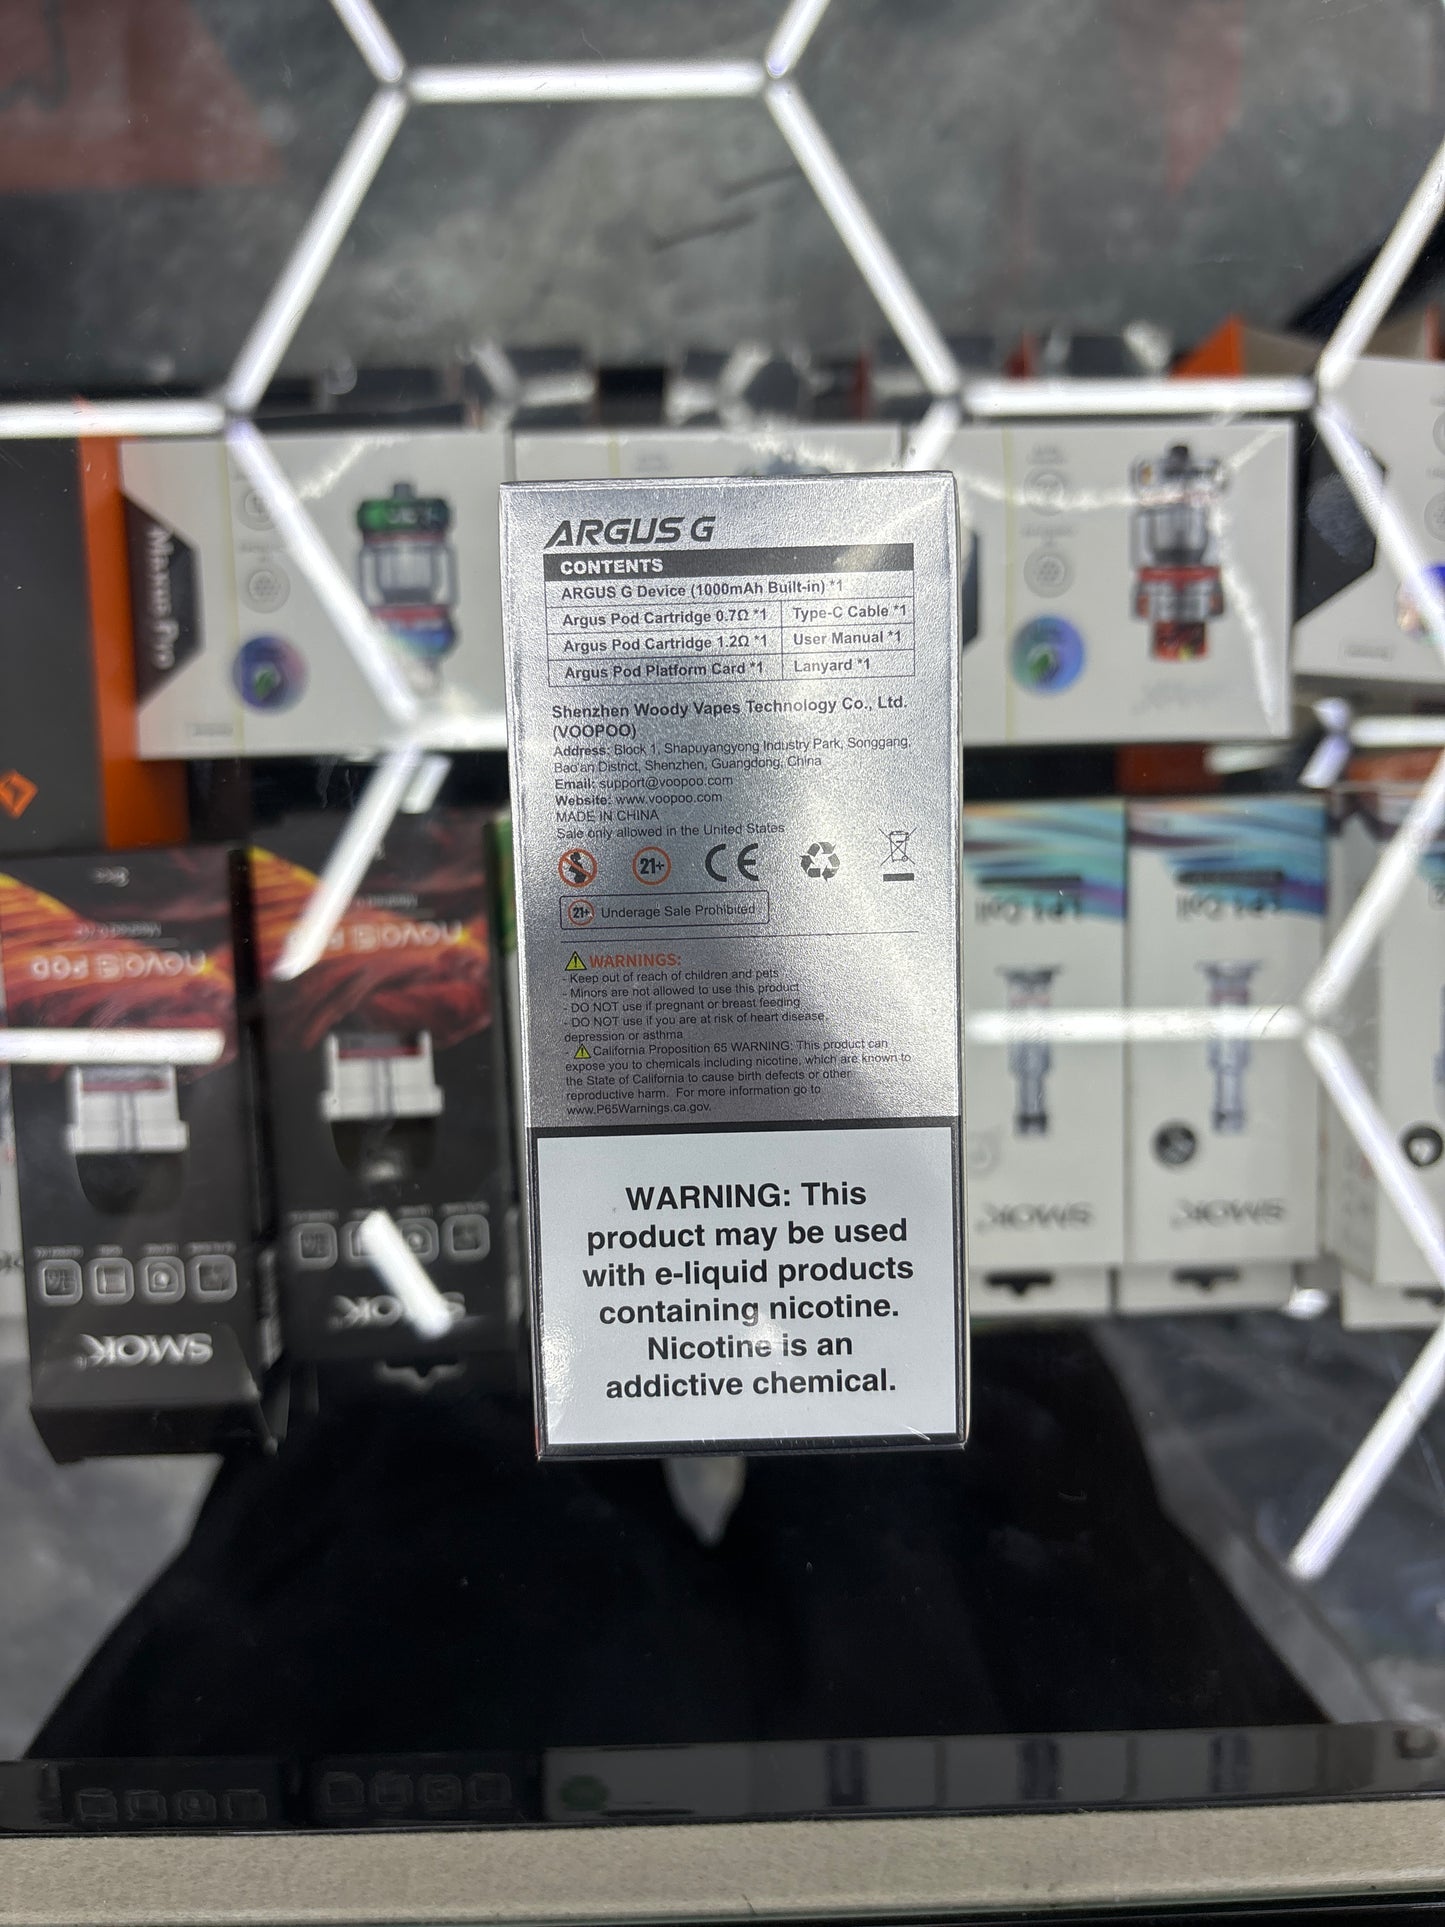 ARGUS G
CONTENTS
ARGUS G Device (1000mAh Built-in) *1
Argus Pod Cartridge 0.7Ω *1 Type-C Cable *1
Argus Pod Cartridge 1.2Ω *1 User Manual *1
Argus Pod Platform Card *1 Lanyard *1
Shenzhen Woody Vapes Technology Co., Ltd.
(VOOPOO)
Address: Block 1, Shapuyangyong Industry Park, Songgang,
Bao'an District, Shenzhen, Guangdong, China
Email: support@voopoo.com
Website: www.voopoo.com
MADE IN CHINA
Sale only allowed in the United States
21+ CE
21+ Underage Sale Prohibited
WARNINGS:
- Keep out of reach of children and pets
- Minors are not allowed to use this product
- DO NOT use if pregnant or breast feeding
- DO NOT use if you are at risk of heart disease,
depression or asthma
- California Proposition 65 WARNING: This product can
expose you to chemicals including nicotine, which are known to
the State of California to cause birth defects or other
reproductive harm. For more information go to
www.P65Warnings.ca.gov.
WARNING: This
product may be used
with e-liquid products
containing nicotine.
Nicotine is an
addictive chemical.
novo POD
novo
SMOK
SMOK
SMOK
SMOK
LP1 Coil
LP1 Coil